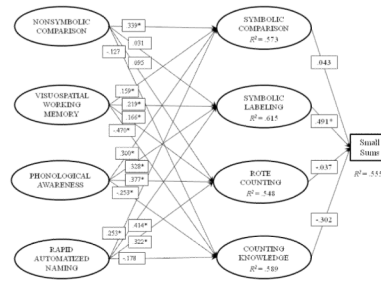 NONSYMBOLIC
COMPARISON
VISUOSPATIAL
WORKING
MEMORY
PHONOLOGICAL
AWARENESS
RAPID
AUTOMATIZED
NAMING
.339*
.031
-.127
.095
.159*
.219*
.166*
-.470*
.320*
.328*
.377*
-.253*
.253*
.414*
.322*
-.178
SYMBOLIC
COMPARISON
R² = .573
SYMBOLIC
LABELING
R² = .615
ROTE
COUNTING
R² = .548
COUNTING
KNOWLEDGE
R² = .589
.043
.491*
-.037
-.302
Small
Sums
R² = .555